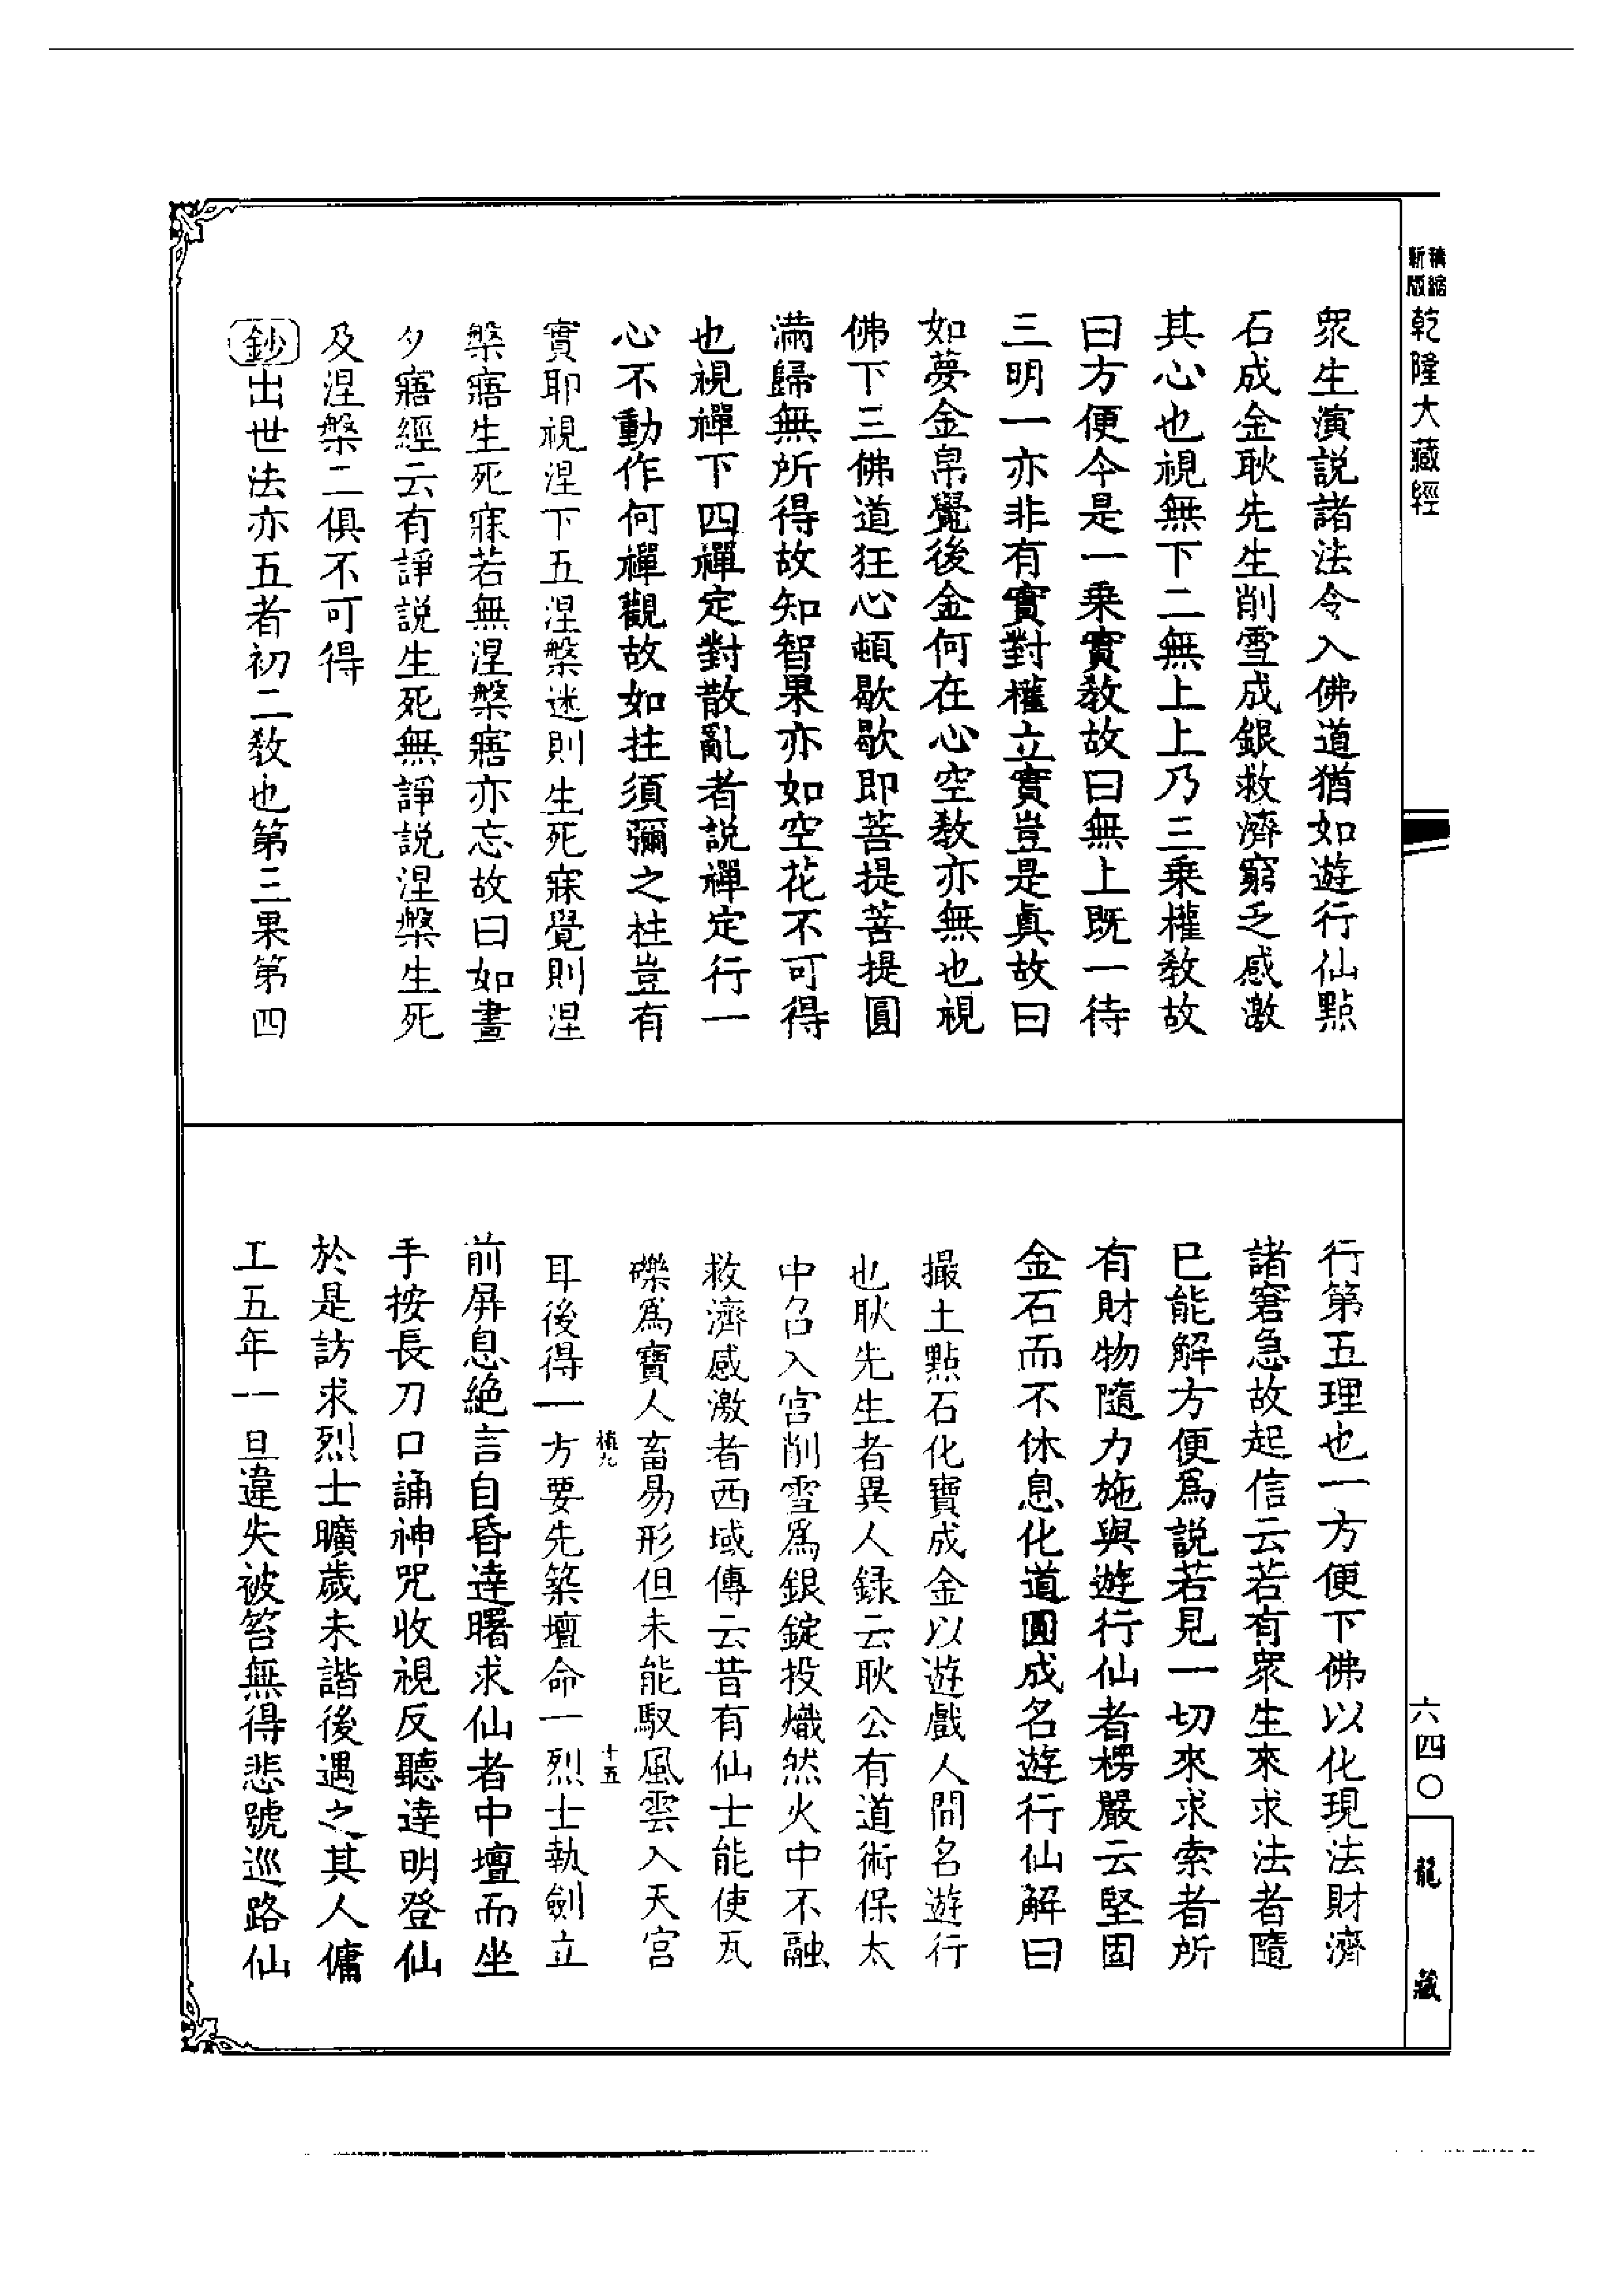 精縮新版
乾隆大藏經
衆生演説諸法令入佛道猶如遊行仙點
石成金耿先生削雪成銀救濟窮乏感激
其心也視無下二無上上乃三乗權教故
曰方便今是一乗實教故曰無上既一待
三明一亦非有實對權立實豈是眞故曰
如夢金帛覺後金何在心空教亦無也視
佛下三佛道狂心頓歇歇即菩提菩提圓
滿歸無所得故知智果亦如空花不可得
也視禪下四禪定對散亂者説禪定行一
心不動作何禪觀故如拄須彌之柱豈有
實耶視涅下五涅槃迷則生死寐覺則涅
槃寤生死寐若無涅槃寤亦忘故曰如晝
夕寤經云有諍説生死無諍説涅槃生死
及涅槃二俱不可得
鈔出世法亦五者初二教也第三果第四
行第五理也一方便下佛以化現法財濟
諸窘急故起信云若有衆生來求法者隨
已能解方便爲説若見一切來求索者所
有財物隨力施與遊行仙者楞嚴云堅固
金石而不休息化道圓成名遊行仙解曰
撮土點石化寶成金以遊戲人間名遊行
也耿先生者異人録云耿公有道術保太
中召入宫削雪爲銀錠投熾然火中不融
救濟感激者西域傳云昔有仙士能使瓦
礫爲寶人畜易形但未能馭風雲入天宫
十五
耳後得一方要先築壇命一烈士執劍立
前屏息絶言自昏達曙求仙者中壇而坐
手按長刀口誦神咒收視反聽達明登仙
於是訪求烈士曠歲未諧後遇之其人傭
工五年一旦違失被笞無得悲號巡路仙
六四〇
龍藏